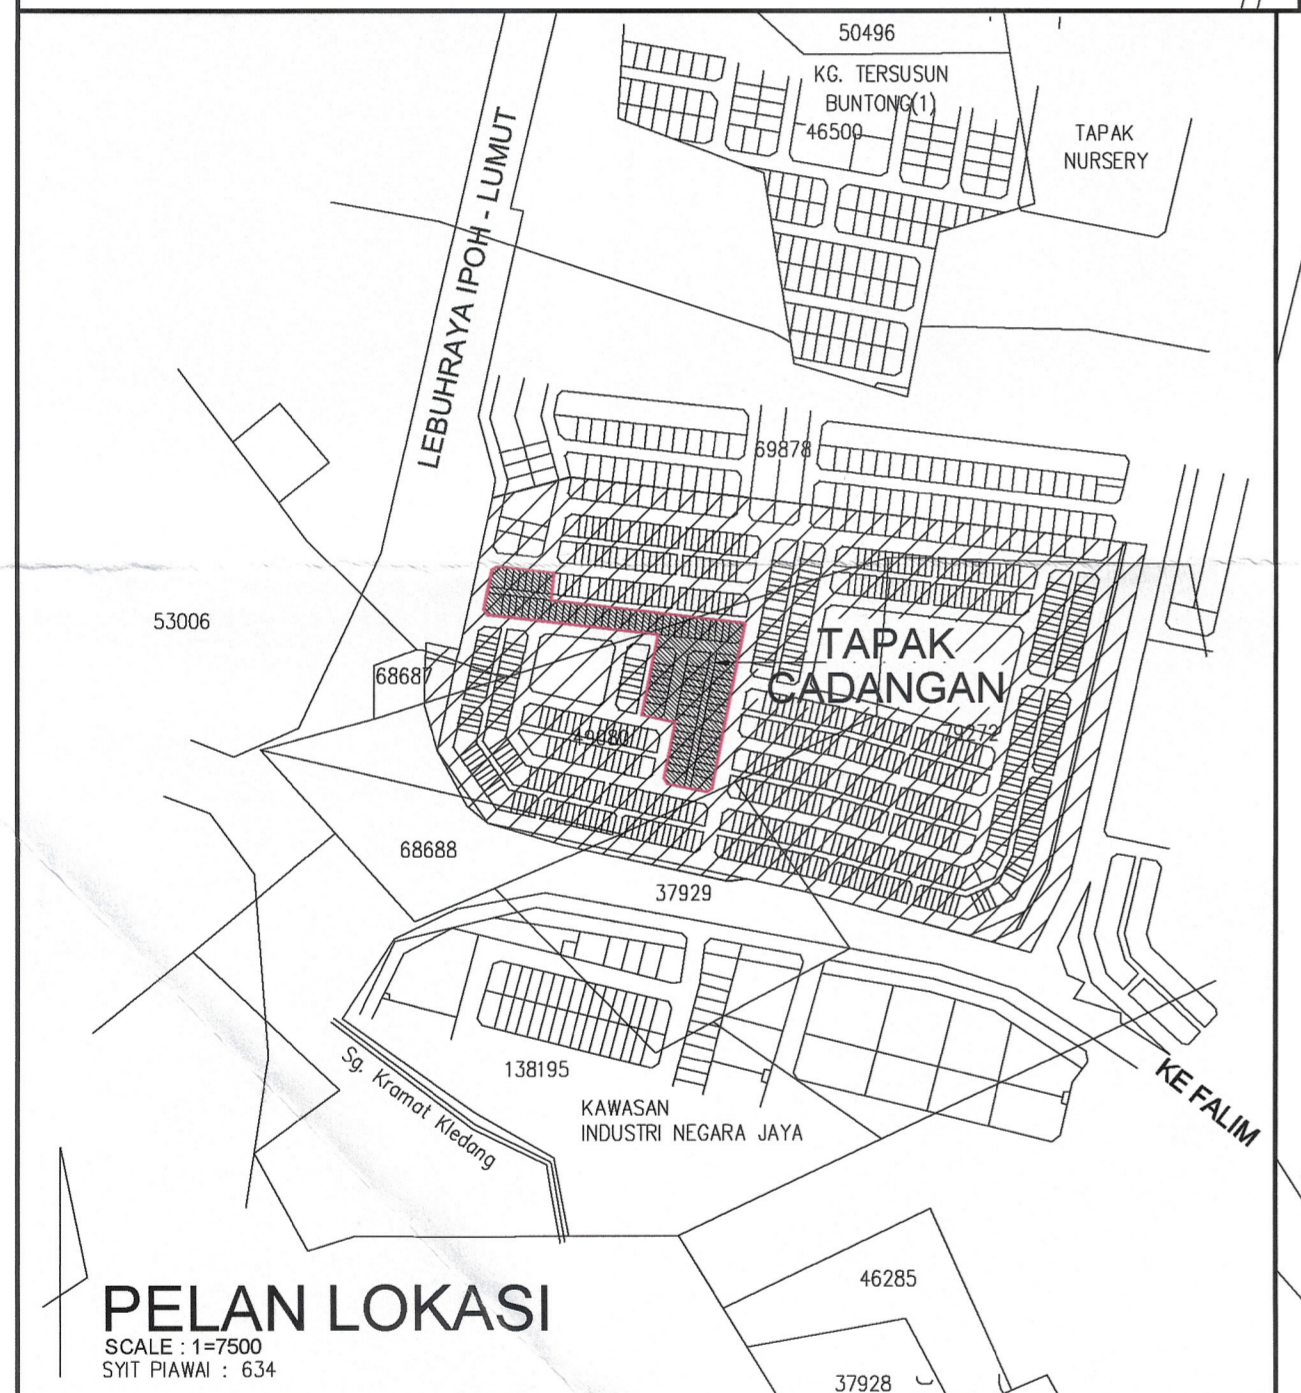 50496
KG. TERSUSUN
BUNTONG(1)
46500
TAPAK
NURSERY
LEBUHRAYA IPOH - LUMUT
69878
53006
68687
TAPAK
CADANGAN
49080
79272
68688
37929
138195
Sg. Kramat Kledang
KAWASAN
INDUSTRI NEGARA JAYA
KE FALIM
46285
37928
PELAN LOKASI
SCALE : 1=7500
SYIT PIAWAI : 634